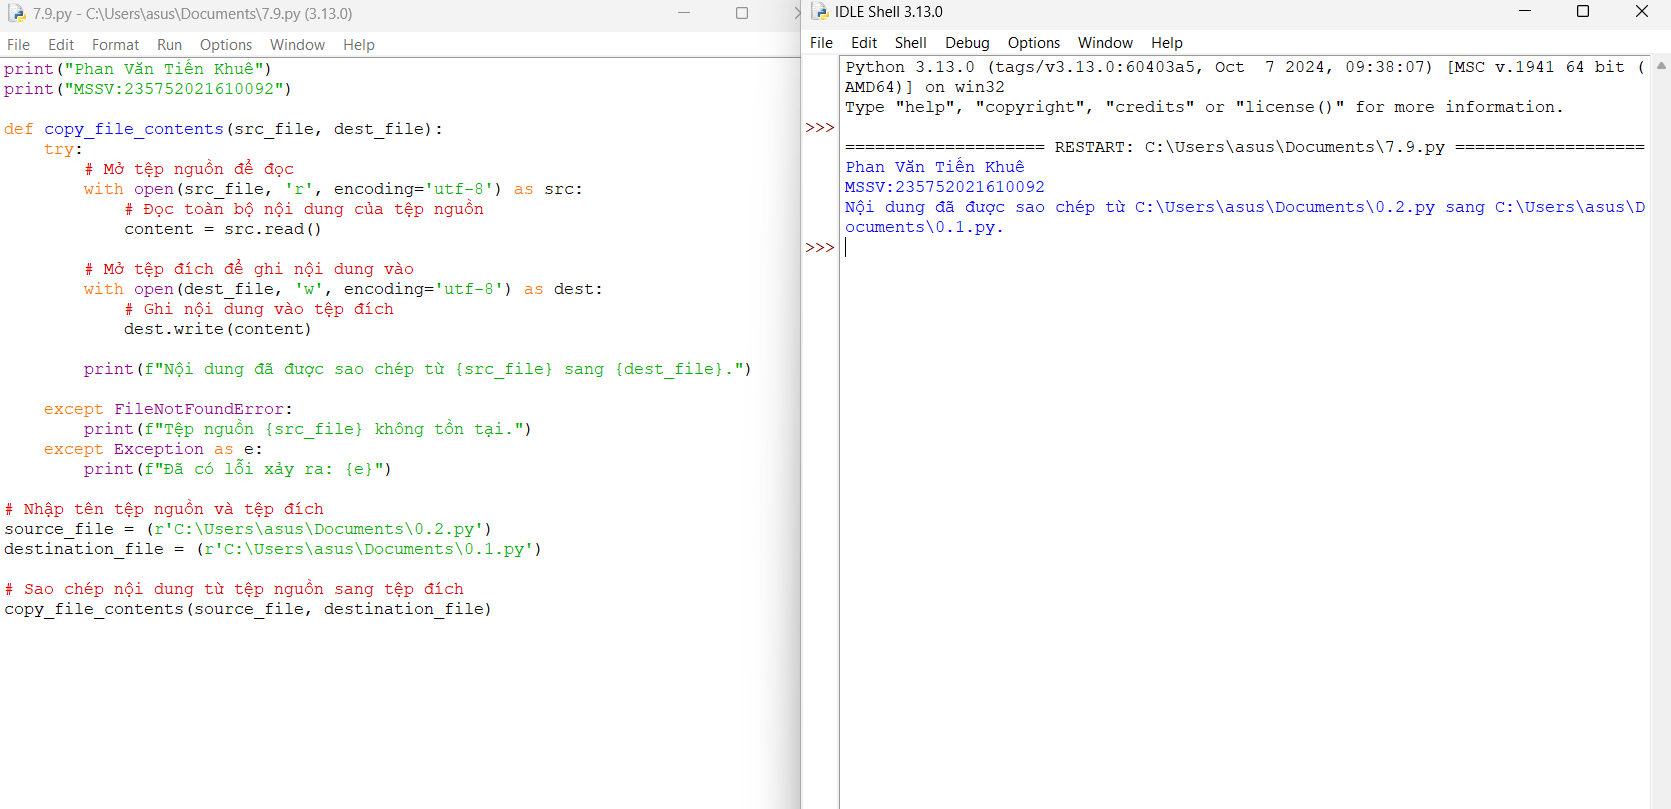 7.9.py - C:\Users\asus\Documents\7.9.py (3.13.0)
File Edit Format Run Options Window Help
print("Phan Văn Tiến Khuê")
print("MSSV:235752021610092")

def copy_file_contents(src_file, dest_file):
    try:
        # Mở tệp nguồn để đọc
        with open(src_file, 'r', encoding='utf-8') as src:
            # Đọc toàn bộ nội dung của tệp nguồn
            content = src.read()

        # Mở tệp đích để ghi nội dung vào
        with open(dest_file, 'w', encoding='utf-8') as dest:
            # Ghi nội dung vào tệp đích
            dest.write(content)

        print(f"Nội dung đã được sao chép từ {src_file} sang {dest_file}.")

    except FileNotFoundError:
        print(f"Tệp nguồn {src_file} không tồn tại.")
    except Exception as e:
        print(f"Đã có lỗi xảy ra: {e}")

# Nhập tên tệp nguồn và tệp đích
source_file = (r'C:\Users\asus\Documents\0.2.py')
destination_file = (r'C:\Users\asus\Documents\0.1.py')

# Sao chép nội dung từ tệp nguồn sang tệp đích
copy_file_contents(source_file, destination_file)
IDLE Shell 3.13.0
File Edit Shell Debug Options Window Help
Python 3.13.0 (tags/v3.13.0:60403a5, Oct  7 2024, 09:38:07) [MSC v.1941 64 bit (
AMD64)] on win32
Type "help", "copyright", "credits" or "license()" for more information.
>>>
==================== RESTART: C:\Users\asus\Documents\7.9.py ===================
Phan Văn Tiến Khuê
MSSV:235752021610092
Nội dung đã được sao chép từ C:\Users\asus\Documents\0.2.py sang C:\Users\asus\D
ocuments\0.1.py.
>>>